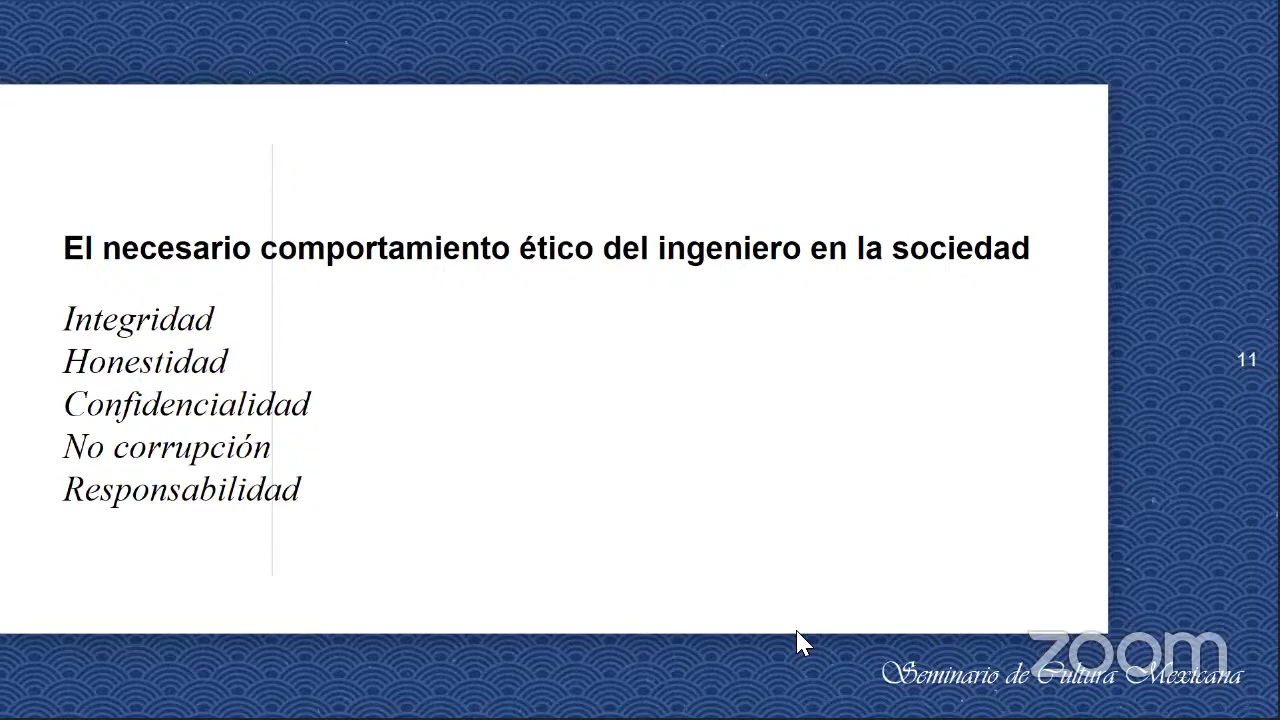 El necesario comportamiento ético del ingeniero en la sociedad
Integridad
Honestidad
Confidencialidad
No corrupción
Responsabilidad
11
zoom
Seminario de Cultura Mexicana